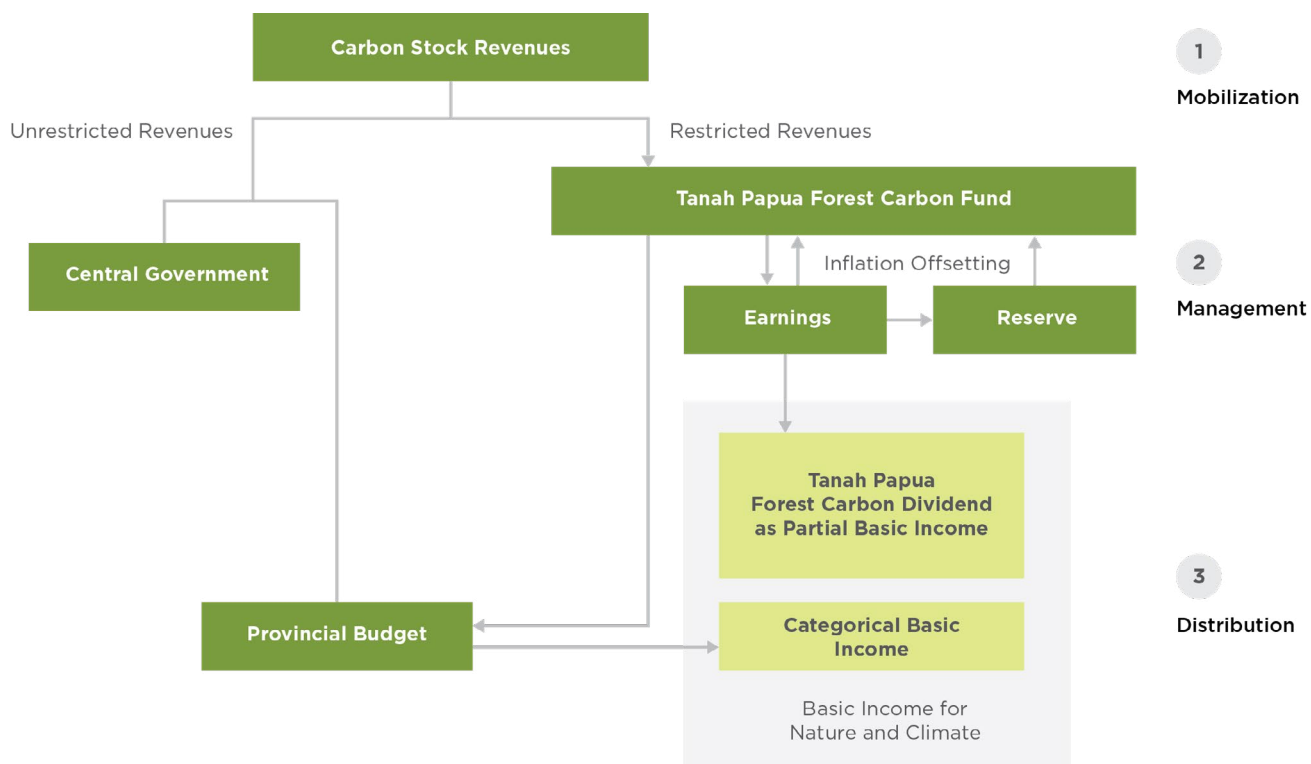 Carbon Stock Revenues
1
Mobilization
Unrestricted Revenues
Restricted Revenues
Tanah Papua Forest Carbon Fund
Central Government
Inflation Offsetting
2
Management
Earnings
Reserve
Tanah Papua
Forest Carbon Dividend
as Partial Basic Income
3
Distribution
Provincial Budget
Categorical Basic
Income
Basic Income for
Nature and Climate